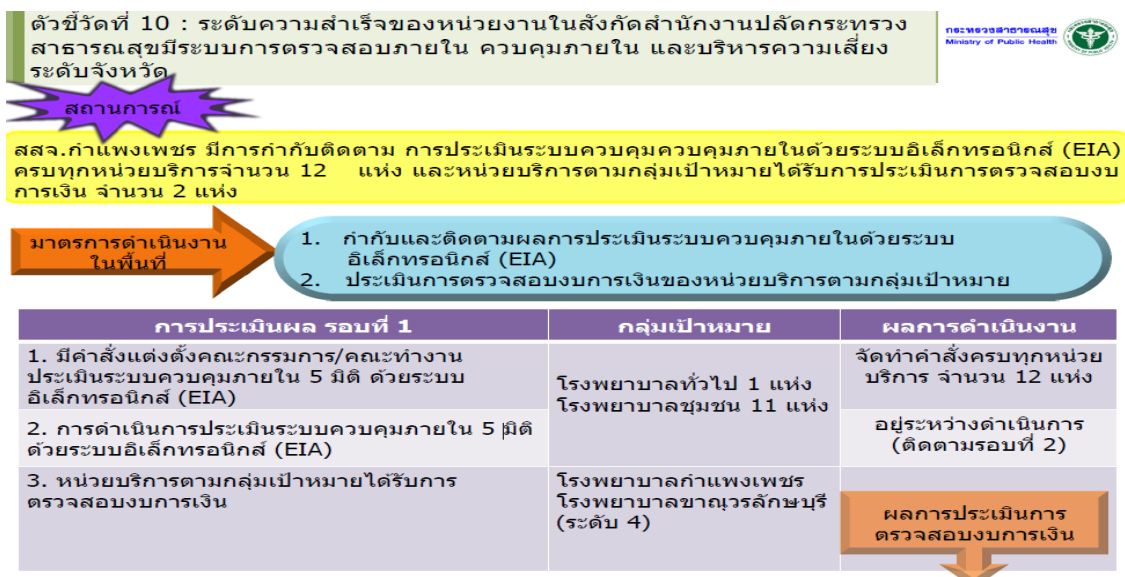 ตัวชี้วัดที่ 10 : ระดับความสำเร็จของหน่วยงานในสังกัดสำนักงานปลัดกระทรวง
สาธารณสุขมีระบบการตรวจสอบภายใน ควบคุมภายใน และบริหารความเสี่ยง
ระดับจังหวัด
กระทรวงสาธารณสุข
Ministry of Public Health
สถานการณ์
สสจ.กำแพงเพชร มีการกำกับติดตาม การประเมินระบบควบคุมควบคุมภายในด้วยระบบอิเล็กทรอนิกส์ (EIA)
ครบทุกหน่วยบริการจำนวน 12 แห่ง และหน่วยบริการตามกลุ่มเป้าหมายได้รับการประเมินการตรวจสอบงบ
การเงิน จำนวน 2 แห่ง
มาตรการดำเนินงาน
ในพื้นที่
1. กำกับและติดตามผลการประเมินระบบควบคุมภายในด้วยระบบ
อิเล็กทรอนิกส์ (EIA)
2. ประเมินการตรวจสอบงบการเงินของหน่วยบริการตามกลุ่มเป้าหมาย
การประเมินผล รอบที่ 1
กลุ่มเป้าหมาย
ผลการดำเนินงาน
1. มีคำสั่งแต่งตั้งคณะกรรมการ/คณะทำงาน
ประเมินระบบควบคุมภายใน 5 มิติ ด้วยระบบ
อิเล็กทรอนิกส์ (EIA)
โรงพยาบาลทั่วไป 1 แห่ง
โรงพยาบาลชุมชน 11 แห่ง
จัดทำคำสั่งครบทุกหน่วย
บริการ จำนวน 12 แห่ง
2. การดำเนินการประเมินระบบควบคุมภายใน 5 มิติ
ด้วยระบบอิเล็กทรอนิกส์ (EIA)
อยู่ระหว่างดำเนินการ
(ติดตามรอบที่ 2)
3. หน่วยบริการตามกลุ่มเป้าหมายได้รับการ
ตรวจสอบงบการเงิน
โรงพยาบาลกำแพงเพชร
โรงพยาบาลขาณุวรลักษบุรี
(ระดับ 4)
ผลการประเมินการ
ตรวจสอบงบการเงิน